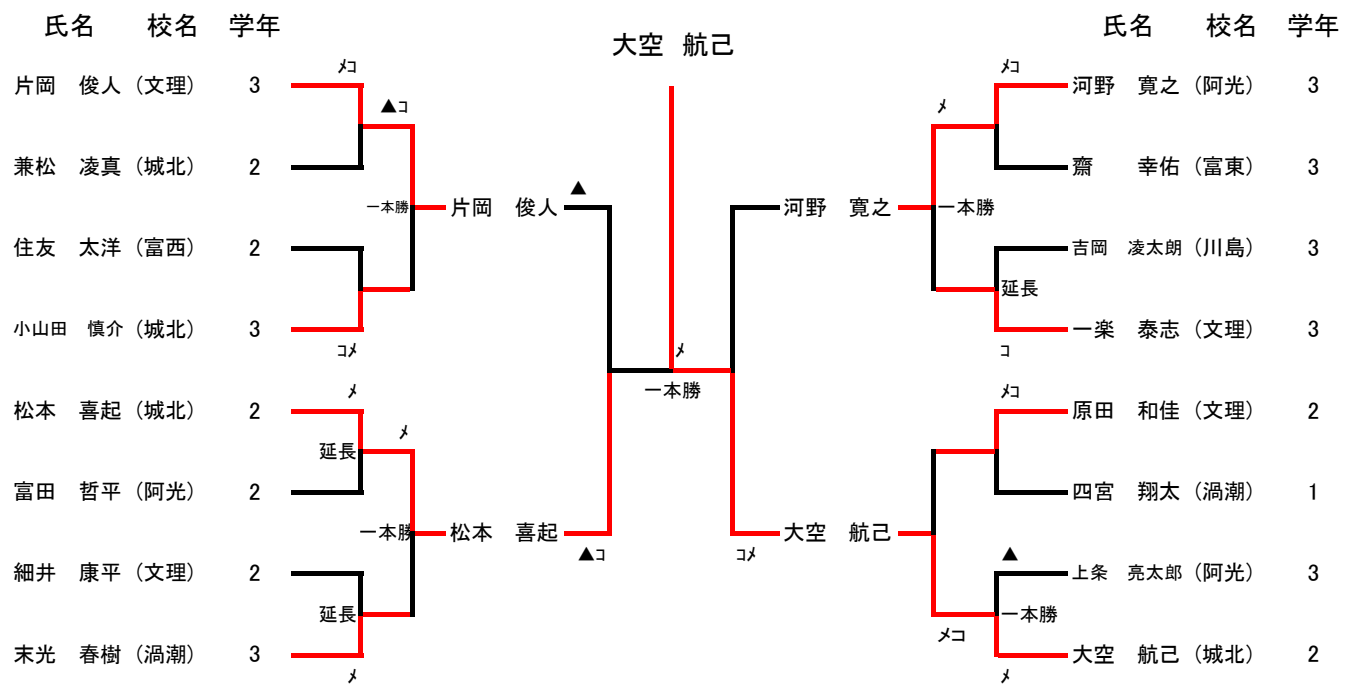 氏名 校名 学年
片岡 俊人 (文理) 3
ﾒｺ
▲ｺ
兼松 凌真 (城北) 2
一本勝
住友 太洋 (富西) 2
小山田 慎介 (城北) 3
ｺﾒ
松本 喜起 (城北) 2
ﾒ
延長
ﾒ
富田 哲平 (阿光) 2
一本勝
細井 康平 (文理) 2
延長
末光 春樹 (渦潮) 3
ﾒ
片岡 俊人
▲
松本 喜起
▲ｺ
大空 航己
ﾒ
一本勝
河野 寛之
大空 航己
ｺﾒ
氏名 校名 学年
ﾒｺ
河野 寛之 (阿光) 3
ﾒ
齋 幸佑 (富東) 3
一本勝
吉岡 凌太朗 (川島) 3
延長
一楽 泰志 (文理) 3
ｺ
ﾒｺ
原田 和佳 (文理) 2
四宮 翔太 (渦潮) 1
▲
上条 亮太郎 (阿光) 3
一本勝
ﾒｺ
大空 航己 (城北) 2
ﾒ